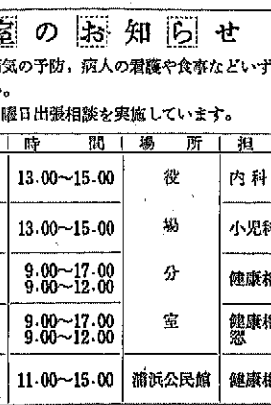 室のお知らせ
気の予防，病人の看護や食事などいず
。
曜日出張相談を実施しています。
時　間　場　所　担
13.00〜15.00　役　内科
13.00〜15.00　場　小児科
9.00〜17.00
9.00〜12.00　分　健康相
9.00〜17.00
9.00〜12.00　室　健康相
11.00〜15.00　浦浜公民館　健康相